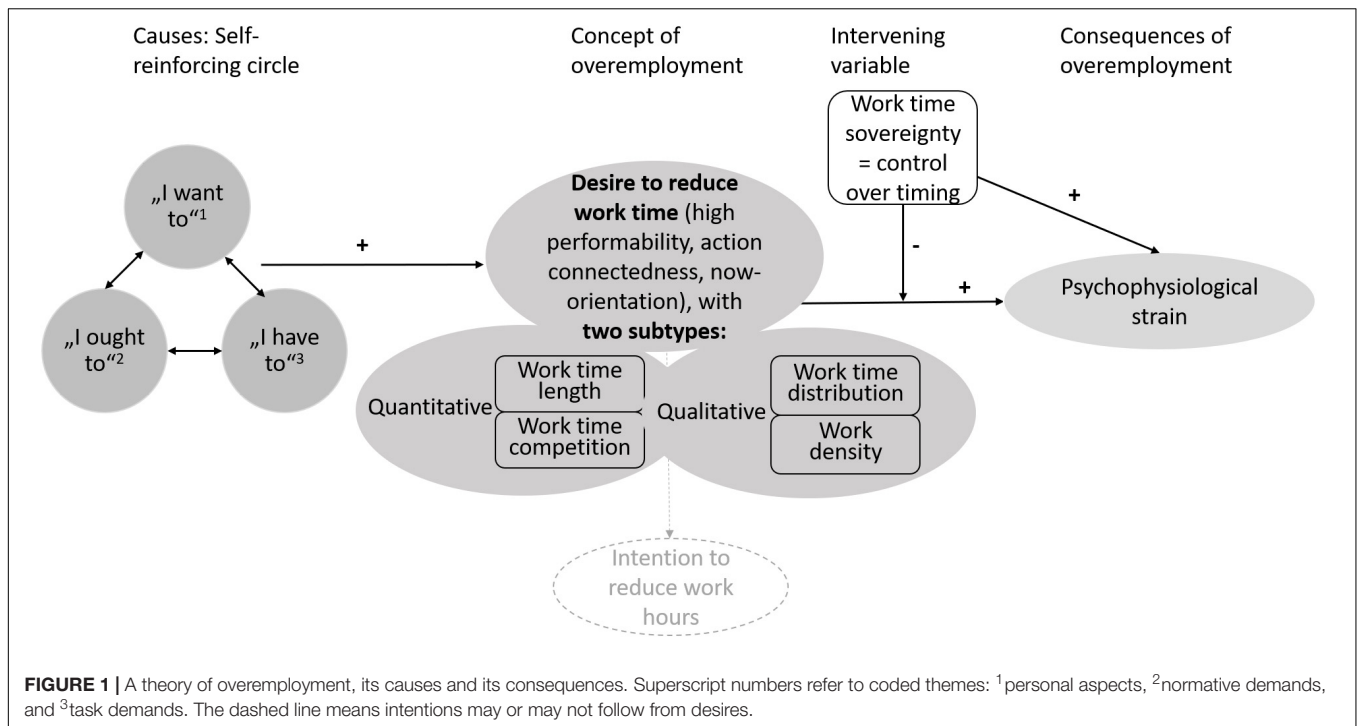 Causes: Self-
reinforcing circle
Concept of
overemployment
Intervening
variable
Consequences of
overemployment
„I want
to“1
„I ought
to“2
„I have
to“3
+
Desire to reduce
work time (high
performability, action
connectedness, now-
orientation), with
two subtypes:
Quantitative
Work time
length
Work time
competition
Qualitative
Work time
distribution
Work
density
Work time
sovereignty
= control
over timing
-
+
+
Psychophysiological
strain
Intention to
reduce work
hours
FIGURE 1 | A theory of overemployment, its causes and its consequences. Superscript numbers refer to coded themes: 1personal aspects, 2normative demands,
and 3task demands. The dashed line means intentions may or may not follow from desires.